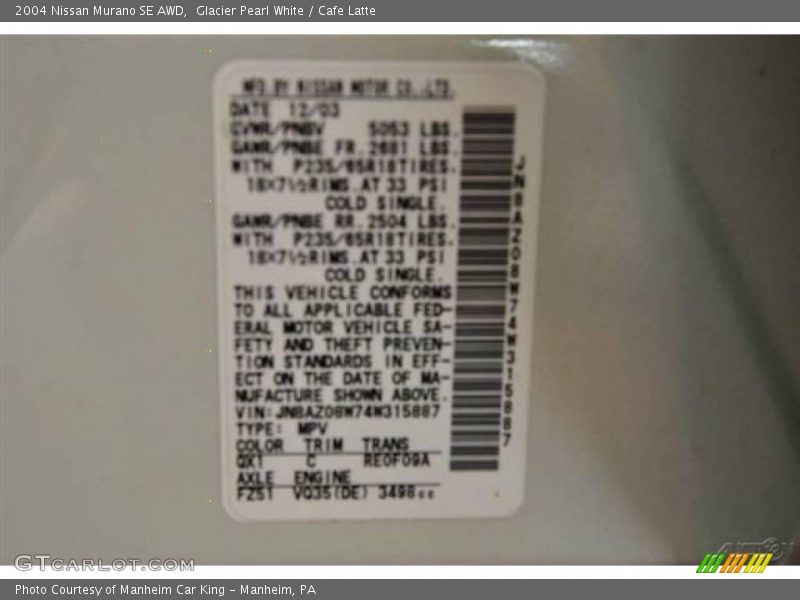 2004 Nissan Murano SE AWD,  Glacier Pearl White / Cafe Latte
MFD BY NISSAN MOTOR CO.,LTD.
DATE 12/03
GVWR/PNBV 5053 LBS.
GAWR/PNBE FR.2681 LBS.
WITH P235/65R18TIRES.
18x7½RIMS.AT 33 PSI
COLD SINGLE.
GAWR/PNBE RR.2504 LBS.
WITH P235/65R18TIRES.
18x7½RIMS.AT 33 PSI
COLD SINGLE.
THIS VEHICLE CONFORMS
TO ALL APPLICABLE FED-
ERAL MOTOR VEHICLE SA-
FETY AND THEFT PREVEN-
TION STANDARDS IN EFF-
ECT ON THE DATE OF MA-
NUFACTURE SHOWN ABOVE.
VIN:JN8AZ08W74W315887
TYPE: MPV
COLOR TRIM TRANS
QX1 C RE0F09A
AXLE ENGINE
FZ51 VQ35(DE) 3498cc
JN8AZ08W74W315887
GTCARLOT.COM
Photo Courtesy of Manheim Car King - Manheim, PA